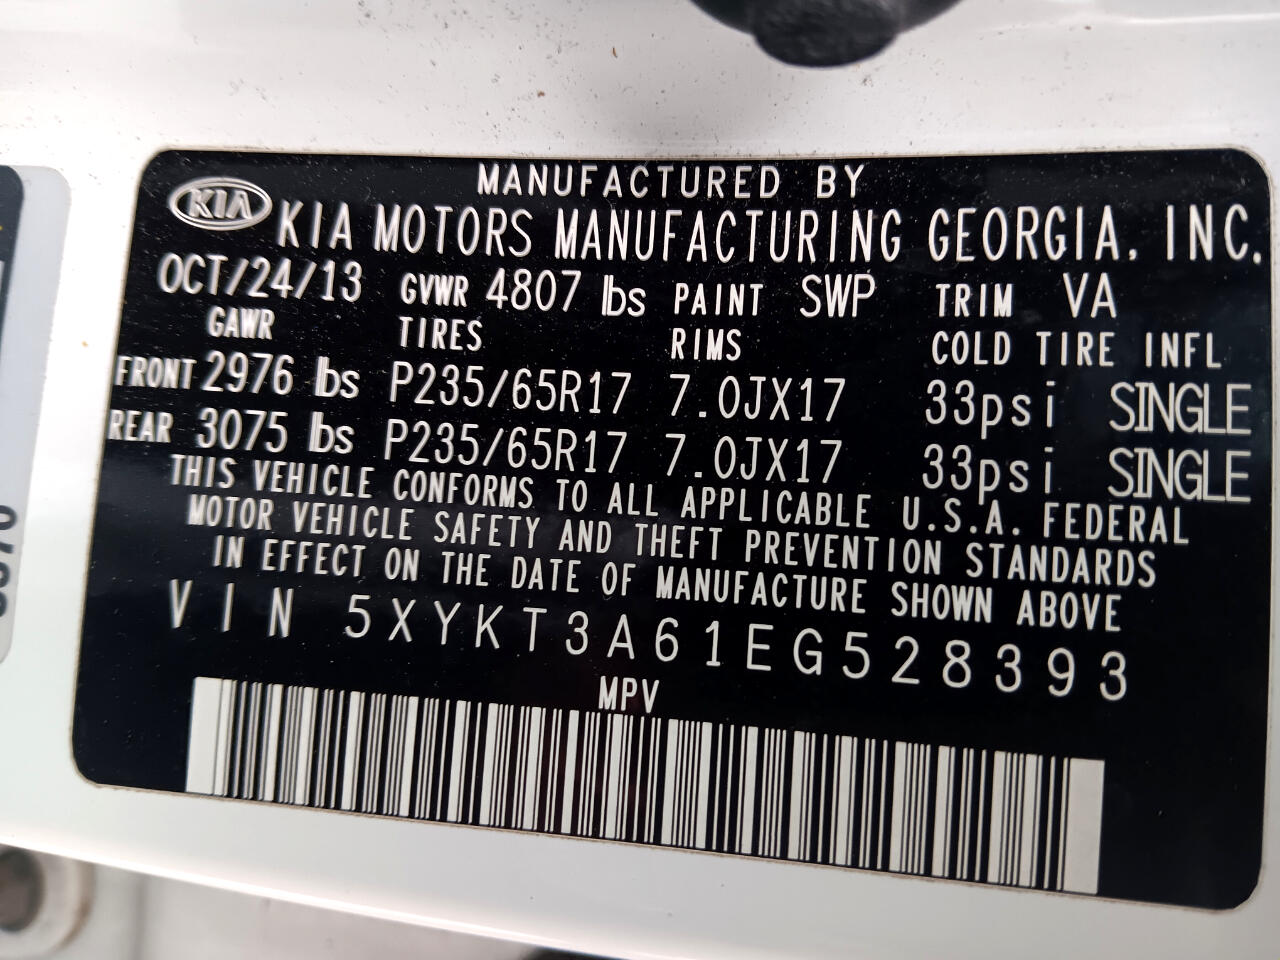 MANUFACTURED BY
KIA KIA MOTORS MANUFACTURING GEORGIA, INC.
OCT/24/13 GVWR 4807 lbs PAINT SWP TRIM VA
GAWR TIRES RIMS COLD TIRE INFL
FRONT 2976 lbs P235/65R17 7.0JX17 33psi SINGLE
REAR 3075 lbs P235/65R17 7.0JX17 33psi SINGLE
THIS VEHICLE CONFORMS TO ALL APPLICABLE U.S.A. FEDERAL
MOTOR VEHICLE SAFETY AND THEFT PREVENTION STANDARDS
IN EFFECT ON THE DATE OF MANUFACTURE SHOWN ABOVE
VIN 5XYKT3A61EG528393
MPV